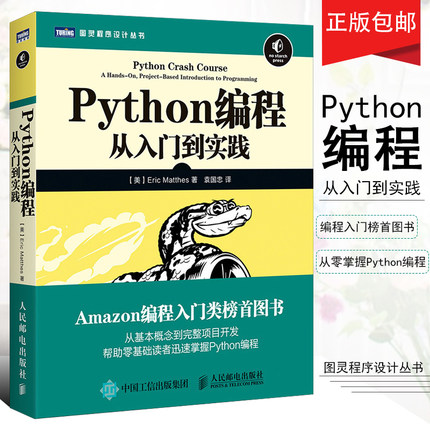 TURING
图灵程序设计丛书
no starch press
Python Crash Course
A Hands-On, Project-Based Introduction to Programming
Python编程
从入门到实践
【美】Eric Matthes 著
袁国忠 译
Amazon编程入门类榜首图书
从基本概念到完整项目开发
帮助零基础读者迅速掌握Python编程
中国工信出版集团
人民邮电出版社
POSTS & TELECOM PRESS
Python编程
从入门到实践
【美】Eric Matthes 著
人民邮电出版社
正版包邮
Python
编程
从入门到实践
编程入门榜首图书
从零掌握Python编程
图灵程序设计丛书